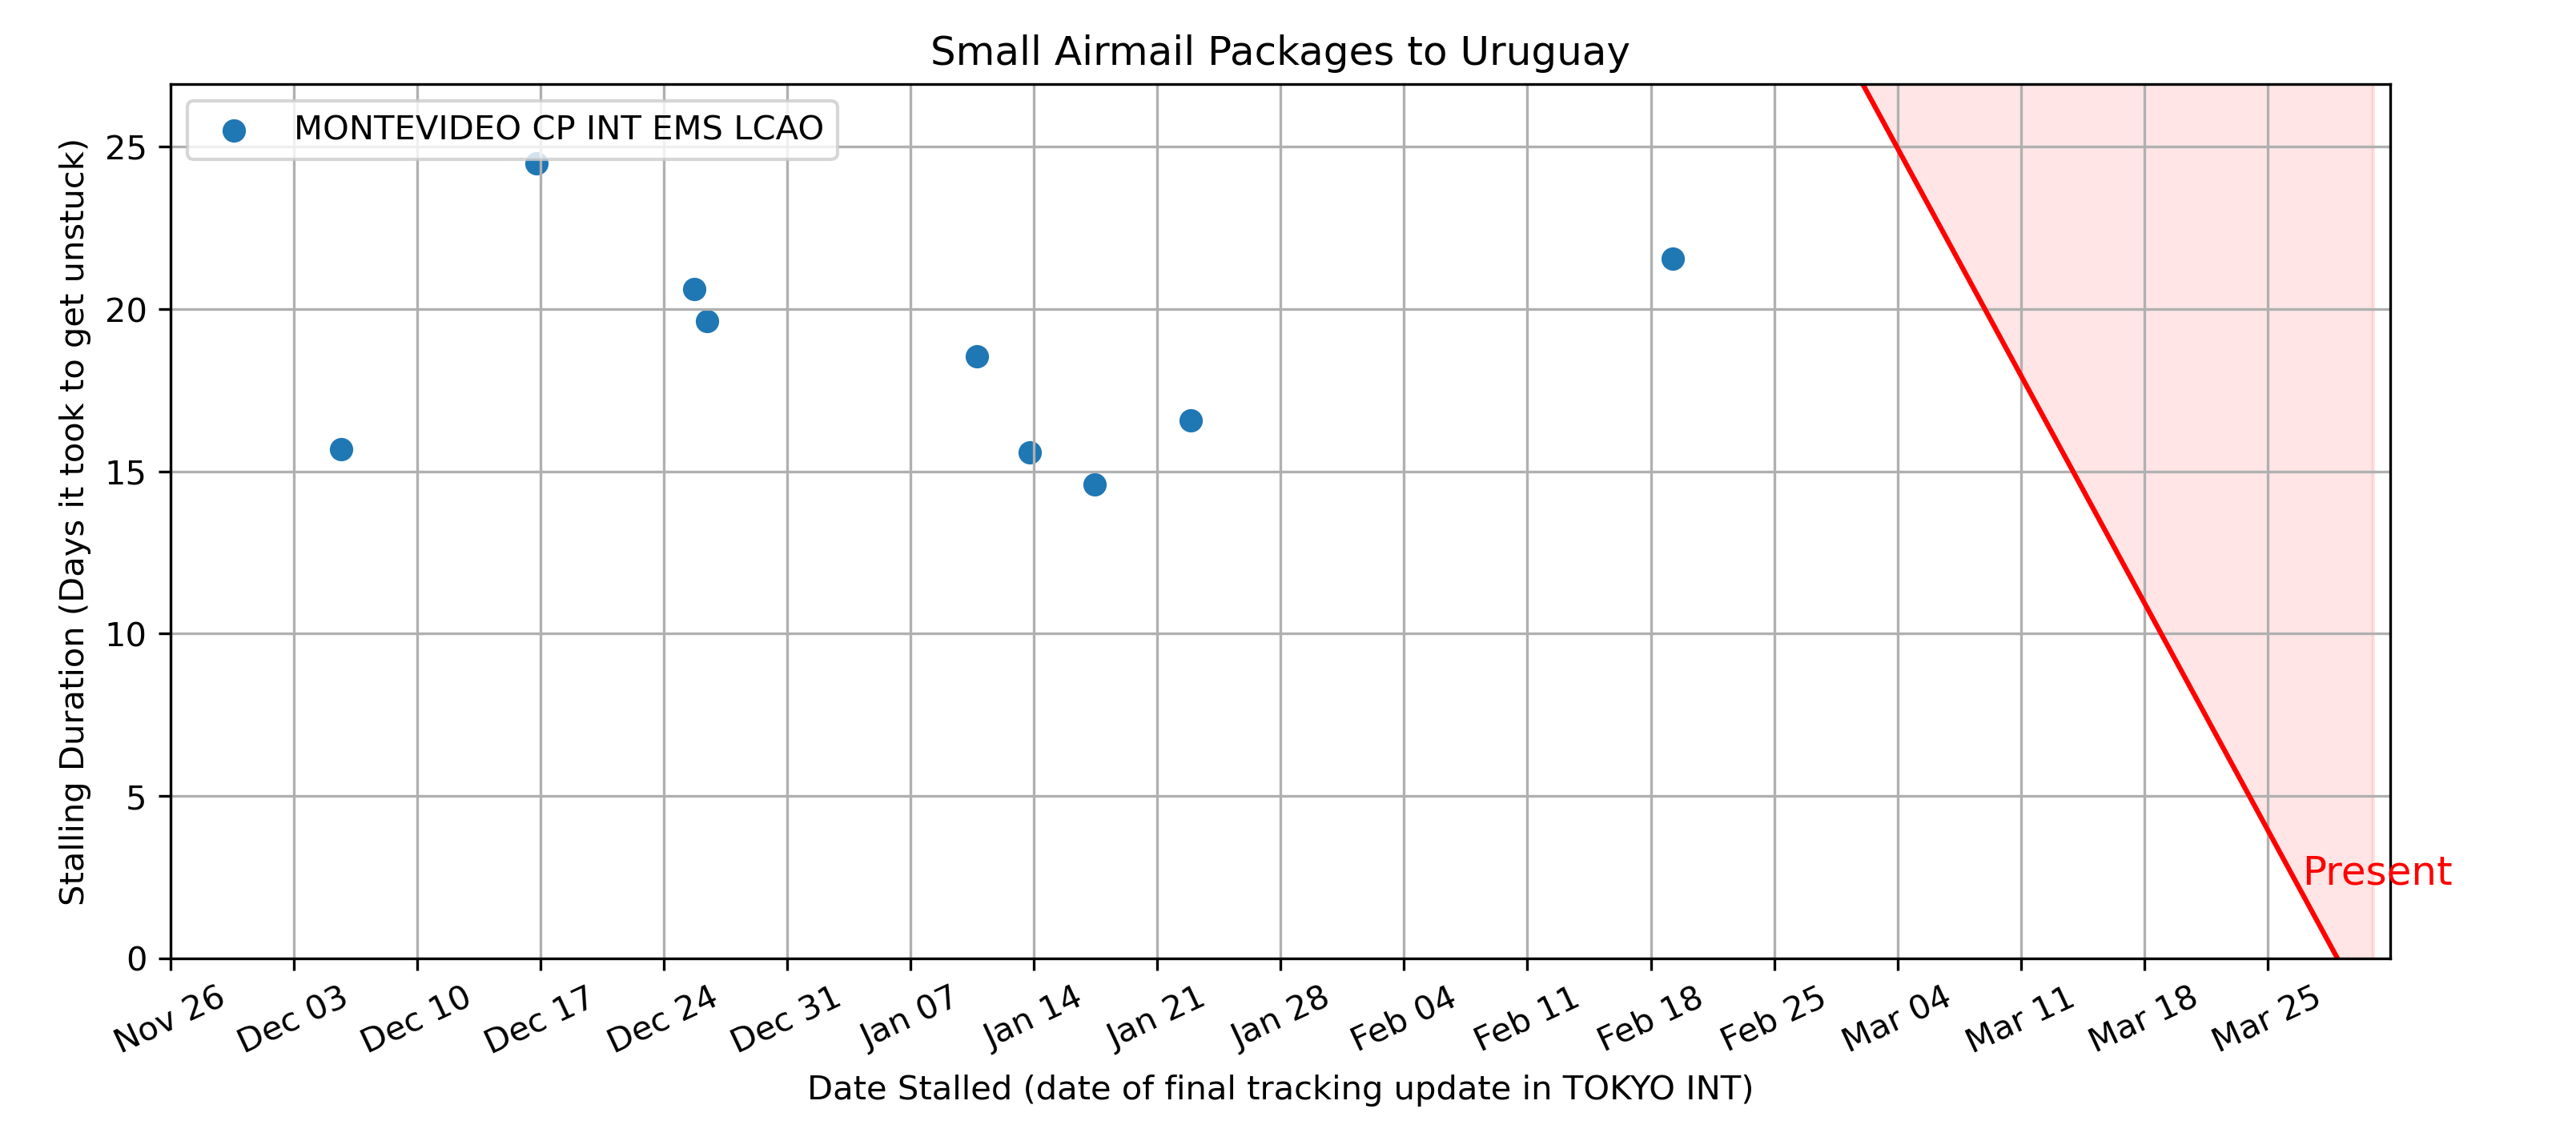 Small Airmail Packages to Uruguay
MONTEVIDEO CP INT EMS LCAO
Stalling Duration (Days it took to get unstuck)
25
20
15
10
5
0
Present
Nov 26
Dec 03
Dec 10
Dec 17
Dec 24
Dec 31
Jan 07
Jan 14
Jan 21
Jan 28
Feb 04
Feb 11
Feb 18
Feb 25
Mar 04
Mar 11
Mar 18
Mar 25
Date Stalled (date of final tracking update in TOKYO INT)